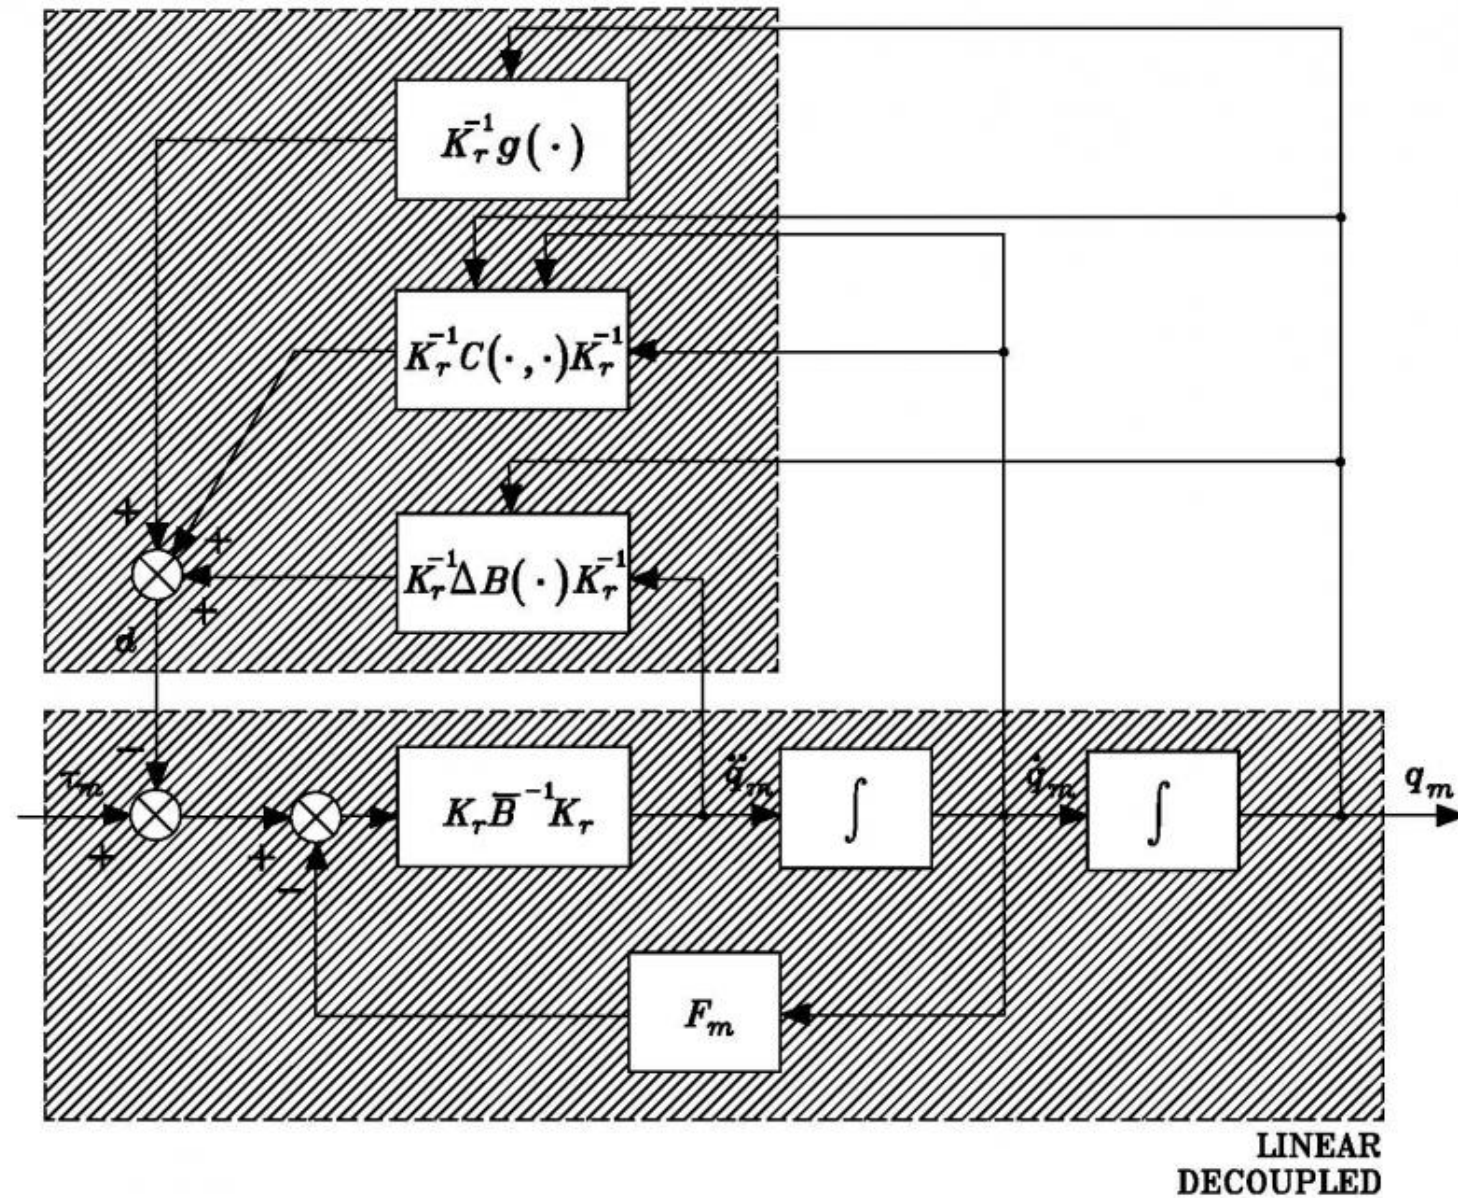 K_r^{-1} g(·)
K_r^{-1} C(·,·) K_r^{-1}
+
+
K_r^{-1} ΔB(·) K_r^{-1}
+
d
−
τ_m
+
+
−
K_r B̅^{-1} K_r
q̈_m
∫
q̇_m
∫
q_m
F_m
LINEAR
DECOUPLED